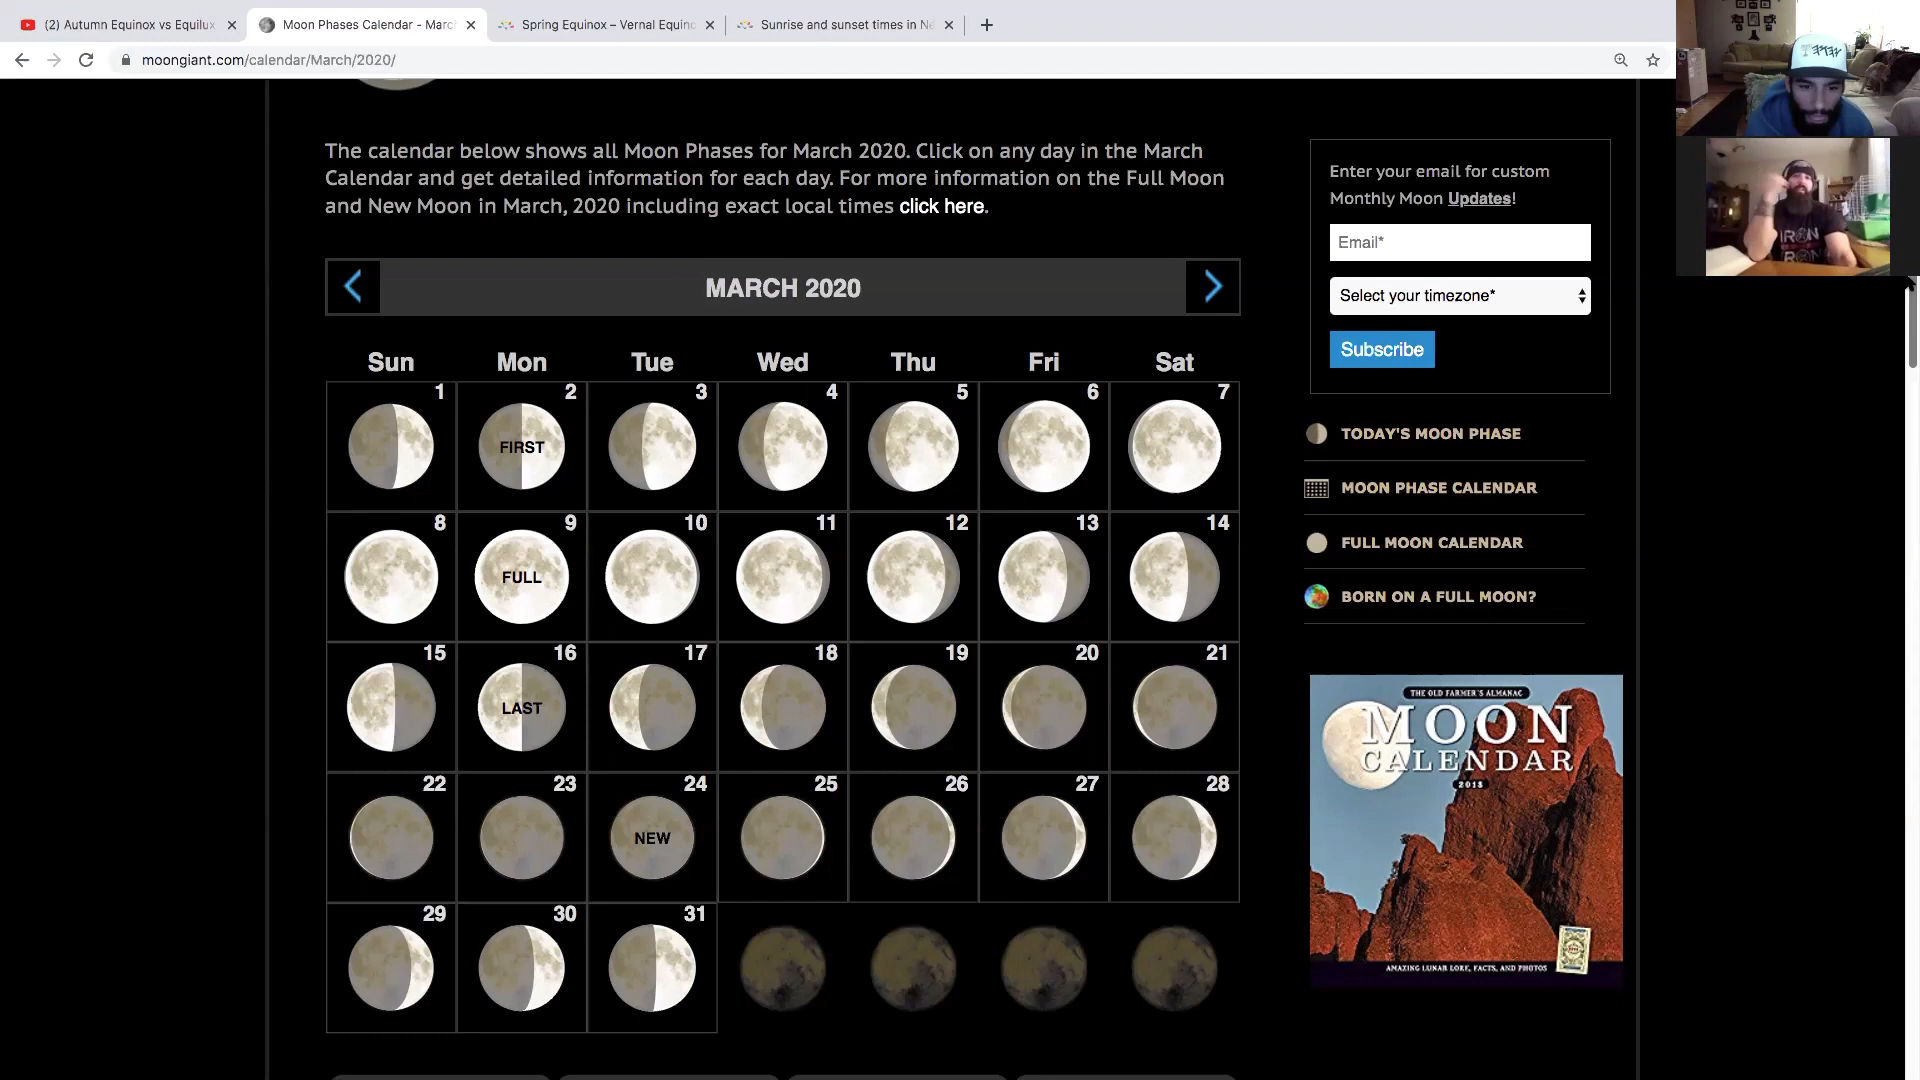 (2) Autumn Equinox vs Equilux
Moon Phases Calendar - March
Spring Equinox – Vernal Equino
Sunrise and sunset times in Ne
moongiant.com/calendar/March/2020/
The calendar below shows all Moon Phases for March 2020. Click on any day in the March
Calendar and get detailed information for each day. For more information on the Full Moon
and New Moon in March, 2020 including exact local times click here.
MARCH 2020
Sun Mon Tue Wed Thu Fri Sat
1 2 3 4 5 6 7
FIRST
8 9 10 11 12 13 14
FULL
15 16 17 18 19 20 21
LAST
22 23 24 25 26 27 28
NEW
29 30 31
Enter your email for custom
Monthly Moon Updates!
Email*
Select your timezone*
Subscribe
TODAY'S MOON PHASE
MOON PHASE CALENDAR
FULL MOON CALENDAR
BORN ON A FULL MOON?
THE OLD FARMER'S ALMANAC
MOON
CALENDAR
2018
AMAZING LUNAR LORE, FACTS, AND PHOTOS
IRON